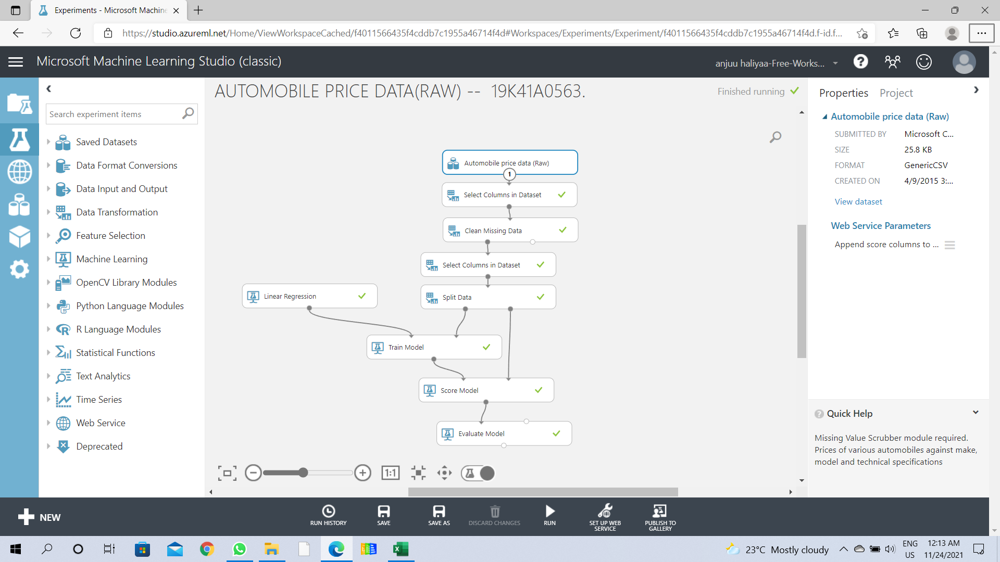 Experiments - Microsoft Machine
https://studio.azureml.net/Home/ViewWorkspaceCached/f4011566435f4cddb7c1955a46714f4d#Workspaces/Experiments/Experiment/f4011566435f4cddb7c1955a46714f4d.f-id.f...
Microsoft Machine Learning Studio (classic)
anjuu haliyaa-Free-Works...
?
Search experiment items
Saved Datasets
Data Format Conversions
Data Input and Output
Data Transformation
Feature Selection
Machine Learning
OpenCV Library Modules
Python Language Modules
R Language Modules
Statistical Functions
Text Analytics
Time Series
Web Service
Deprecated
AUTOMOBILE PRICE DATA(RAW) -- 19K41A0563.
Finished running
Automobile price data (Raw)
1
Select Columns in Dataset
Clean Missing Data
Select Columns in Dataset
Linear Regression
Split Data
Train Model
Score Model
Evaluate Model
1:1
Properties Project
Automobile price data (Raw)
SUBMITTED BY Microsoft C...
SIZE 25.8 KB
FORMAT GenericCSV
CREATED ON 4/9/2015 3:...
View dataset
Web Service Parameters
Append score columns to ...
? Quick Help
Missing Value Scrubber module required.
Prices of various automobiles against make,
model and technical specifications
NEW
RUN HISTORY
SAVE
SAVE AS
DISCARD CHANGES
RUN
SET UP WEB
SERVICE
PUBLISH TO
GALLERY
23°C Mostly cloudy
ENG
US
12:13 AM
11/24/2021